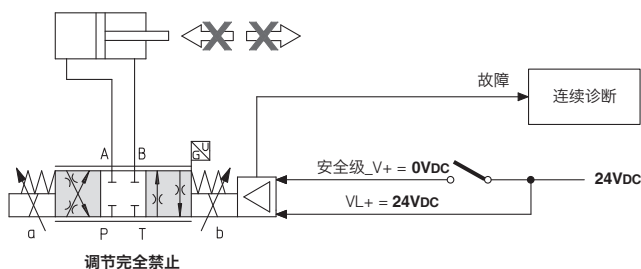 故障
连续诊断
A B
U
G
安全级_V+ = 0VDC
24VDC
VL+ = 24VDC
a P T b
调节完全禁止